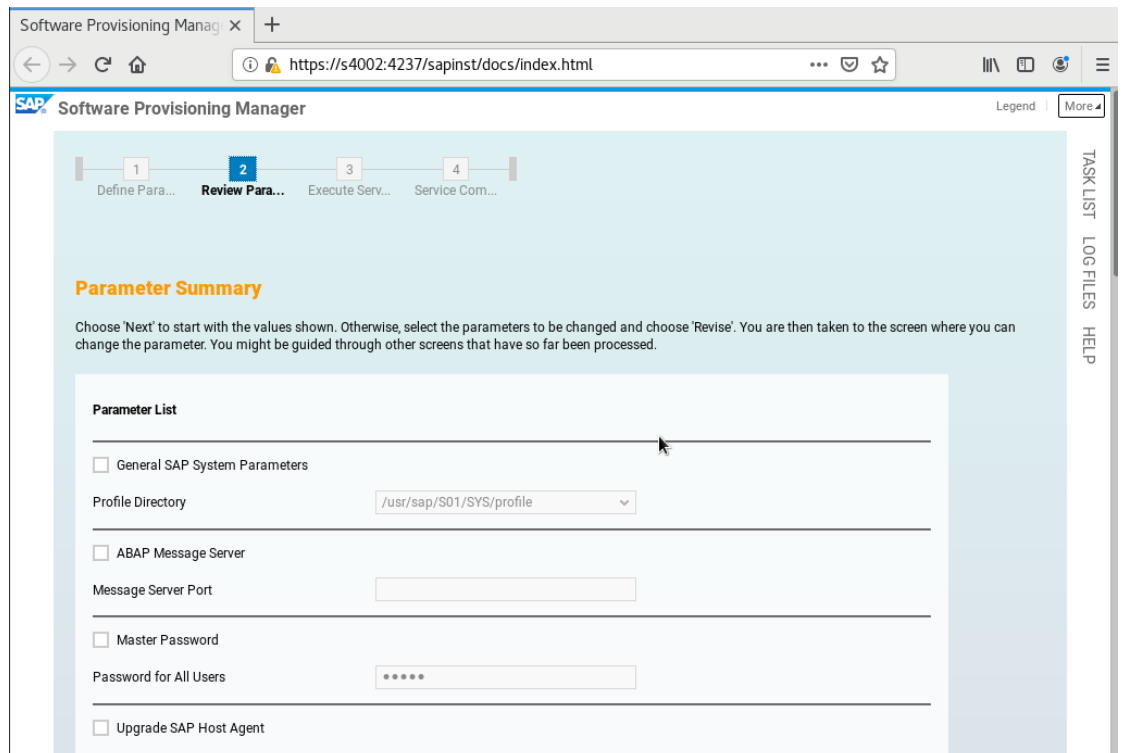 Software Provisioning Manag
https://s4002:4237/sapinst/docs/index.html
SAP Software Provisioning Manager
Legend
More
1
2
3
4
Define Para...
Review Para...
Execute Serv...
Service Com...
TASK LIST
LOG FILES
HELP
Parameter Summary
Choose 'Next' to start with the values shown. Otherwise, select the parameters to be changed and choose 'Revise'. You are then taken to the screen where you can
change the parameter. You might be guided through other screens that have so far been processed.
Parameter List
General SAP System Parameters
Profile Directory
/usr/sap/S01/SYS/profile
ABAP Message Server
Message Server Port
Master Password
Password for All Users
•••••
Upgrade SAP Host Agent